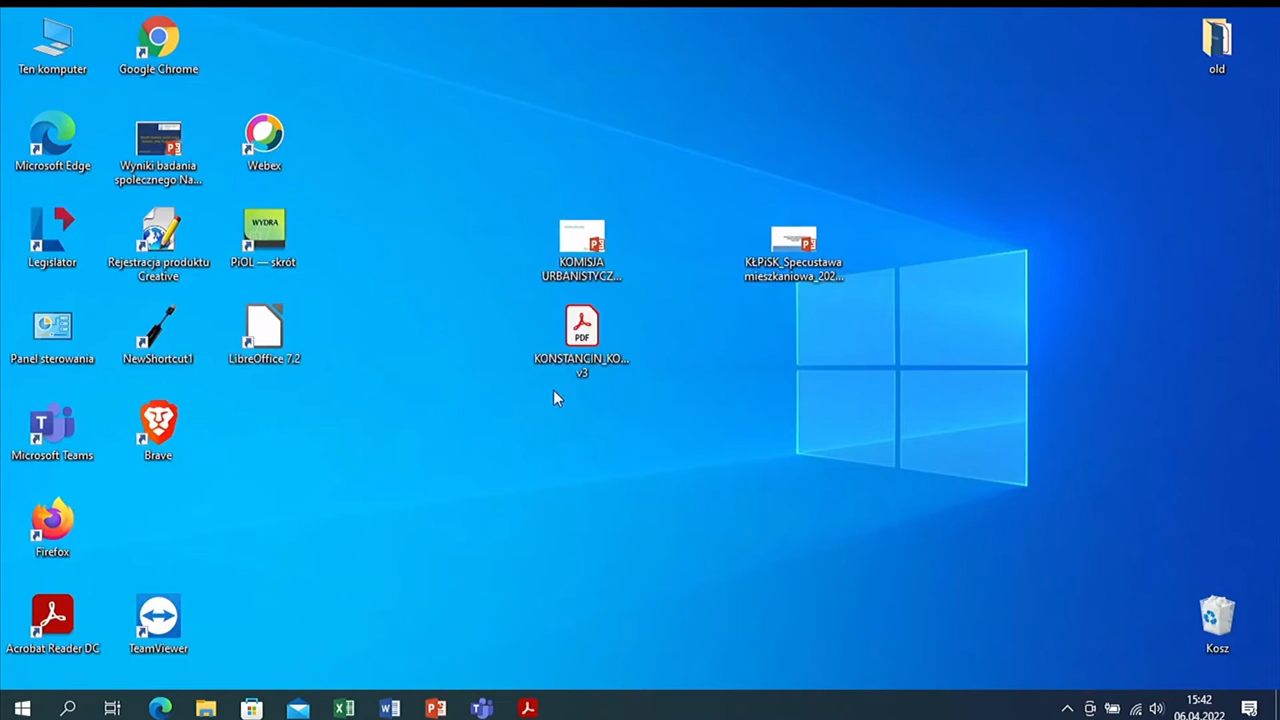 Ten komputer
Google Chrome
old
Microsoft Edge
Wyniki badania
społecznego Na...
Webex
Legislator
Rejestracja produktu
Creative
WYDRA
PiOL — skrót
KOMISJA
URBANISTYCZ...
KŁPiSK_Specustawa
mieszkaniowa_202...
Panel sterowania
NewShortcut1
LibreOffice 7.2
PDF
KONSTANCIN_KO...
v3
Microsoft Teams
Brave
Firefox
Acrobat Reader DC
TeamViewer
Kosz
15:42
06.04.2022